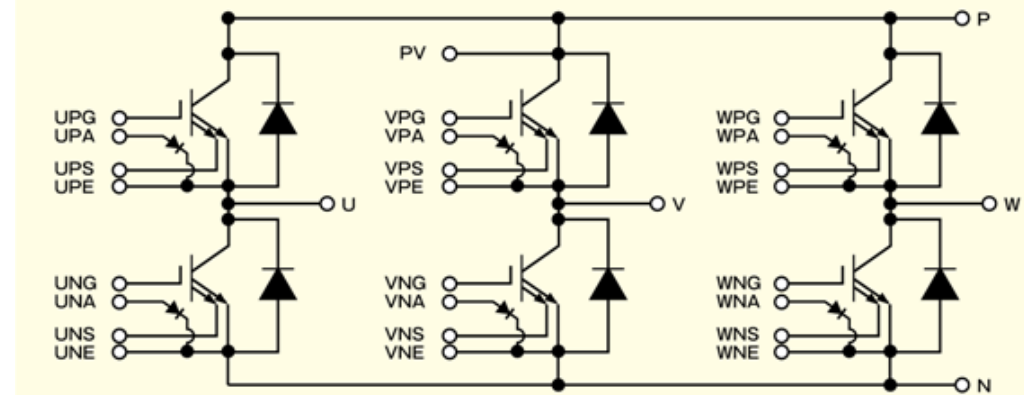 P
PV
UPG VPG WPG
UPA VPA WPA
UPS VPS WPS
UPE VPE WPE
U V W
UNG VNG WNG
UNA VNA WNA
UNS VNS WNS
UNE VNE WNE
N